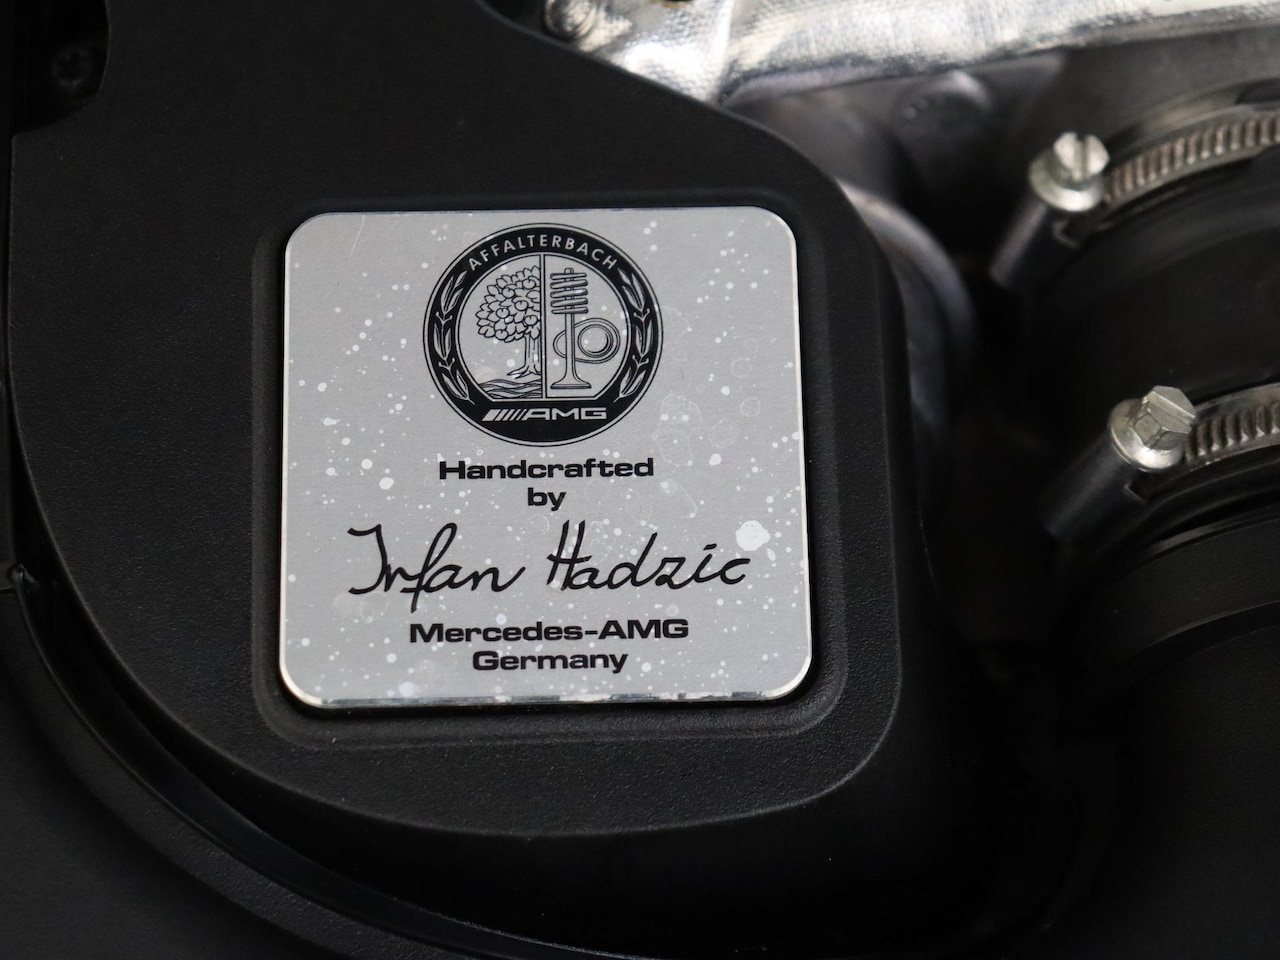 AFFALTERBACH
AMG
Handcrafted
by
Irfan Hadzic
Mercedes-AMG
Germany